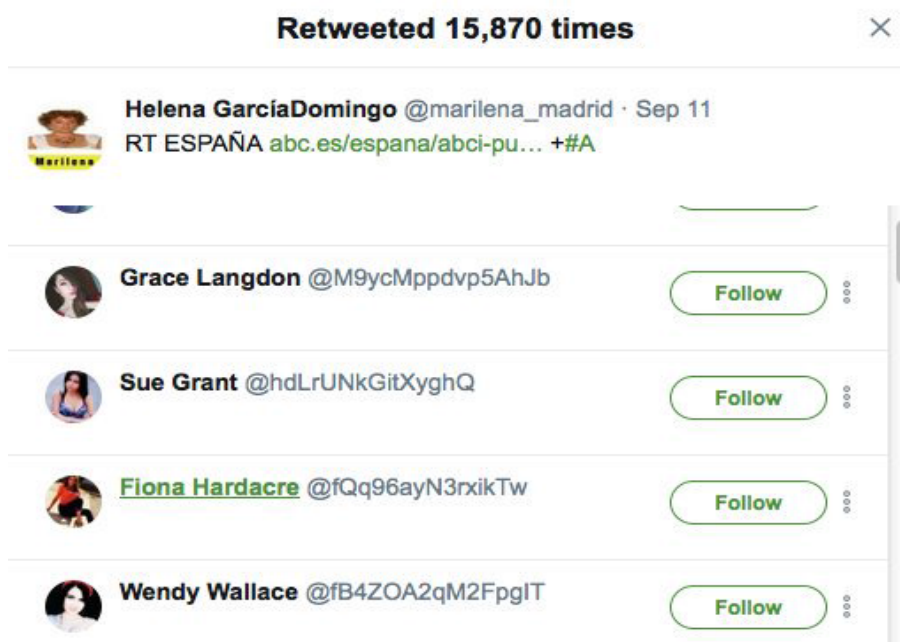 Retweeted 15,870 times
Helena GarcíaDomingo @marilena_madrid · Sep 11
RT ESPAÑA abc.es/espana/abci-pu... +#A
Marilena
Grace Langdon @M9ycMppdvp5AhJb
Follow
Sue Grant @hdLrUNkGitXyghQ
Follow
Fiona Hardacre @fQq96ayN3rxikTw
Follow
Wendy Wallace @fB4ZOA2qM2FpgIT
Follow